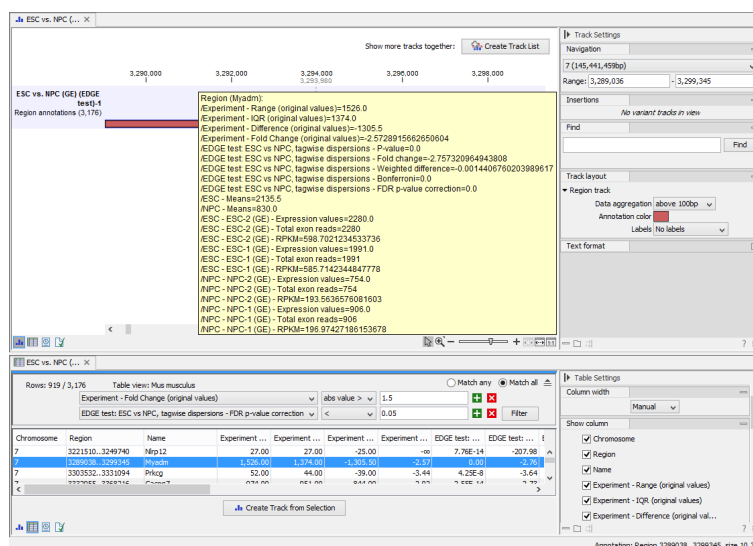 ESC vs. NPC (... ×
Show more tracks together:
Create Track List
3,290,000
3,292,000
3,294,000
3,296,000
3,298,000
3,293,980
ESC vs. NPC (GE) (EDGE
test)-1
Region annotations (3,176)
Region (Myadm):
/Experiment - Range (original values)=1526.0
/Experiment - IQR (original values)=1374.0
/Experiment - Difference (original values)=-1305.5
/Experiment - Fold Change (original values)=-2.5728915662650604
/EDGE test: ESC vs NPC, tagwise dispersions - P-value=0.0
/EDGE test: ESC vs NPC, tagwise dispersions - Fold change=-2.757320964943808
/EDGE test: ESC vs NPC, tagwise dispersions - Weighted difference=-0.0014406760203989617
/EDGE test: ESC vs NPC, tagwise dispersions - Bonferroni=0.0
/EDGE test: ESC vs NPC, tagwise dispersions - FDR p-value correction=0.0
/ESC - Means=2135.5
/NPC - Means=830.0
/ESC - ESC-2 (GE) - Expression values=2280.0
/ESC - ESC-2 (GE) - Total exon reads=2280
/ESC - ESC-2 (GE) - RPKM=598.7021234533736
/ESC - ESC-1 (GE) - Expression values=1991.0
/ESC - ESC-1 (GE) - Total exon reads=1991
/ESC - ESC-1 (GE) - RPKM=585.7142344847778
/NPC - NPC-2 (GE) - Expression values=754.0
/NPC - NPC-2 (GE) - Total exon reads=754
/NPC - NPC-2 (GE) - RPKM=193.5636576081603
/NPC - NPC-1 (GE) - Expression values=906.0
/NPC - NPC-1 (GE) - Total exon reads=906
/NPC - NPC-1 (GE) - RPKM=196.97427186153678
Track Settings
Navigation
7 (145,441,459bp)
Range: 3,289,036 - 3,299,345
Insertions
No variant tracks in view
Find
Find
Track layout
Region track
Data aggregation above 100bp
Annotation color
Labels No labels
Text format
?
ESC vs. NPC (... ×
Rows: 919 / 3,176 Table view: Mus musculus
Match any Match all
Experiment - Fold Change (original values) abs value > 1.5
EDGE test: ESC vs NPC, tagwise dispersions - FDR p-value correction < 0.05 Filter
Chromosome Region Name Experiment ... Experiment ... Experiment ... Experiment ... EDGE test: ... EDGE test: ... E
7 3221510...3249740 Nlrp12 27.00 27.00 -25.00 -∞ 7.76E-14 -207.98
7 3289038...3299345 Myadm 1,526.00 1,374.00 -1,305.50 -2.57 0.00 -2.76
7 3303532...3331094 Prkcg 52.00 44.00 -39.00 -3.44 4.25E-8 -3.64
Create Track from Selection
Table Settings
Column width
Manual
Show column
Chromosome
Region
Name
Experiment - Range (original values)
Experiment - IQR (original values)
Experiment - Difference (original val...
?